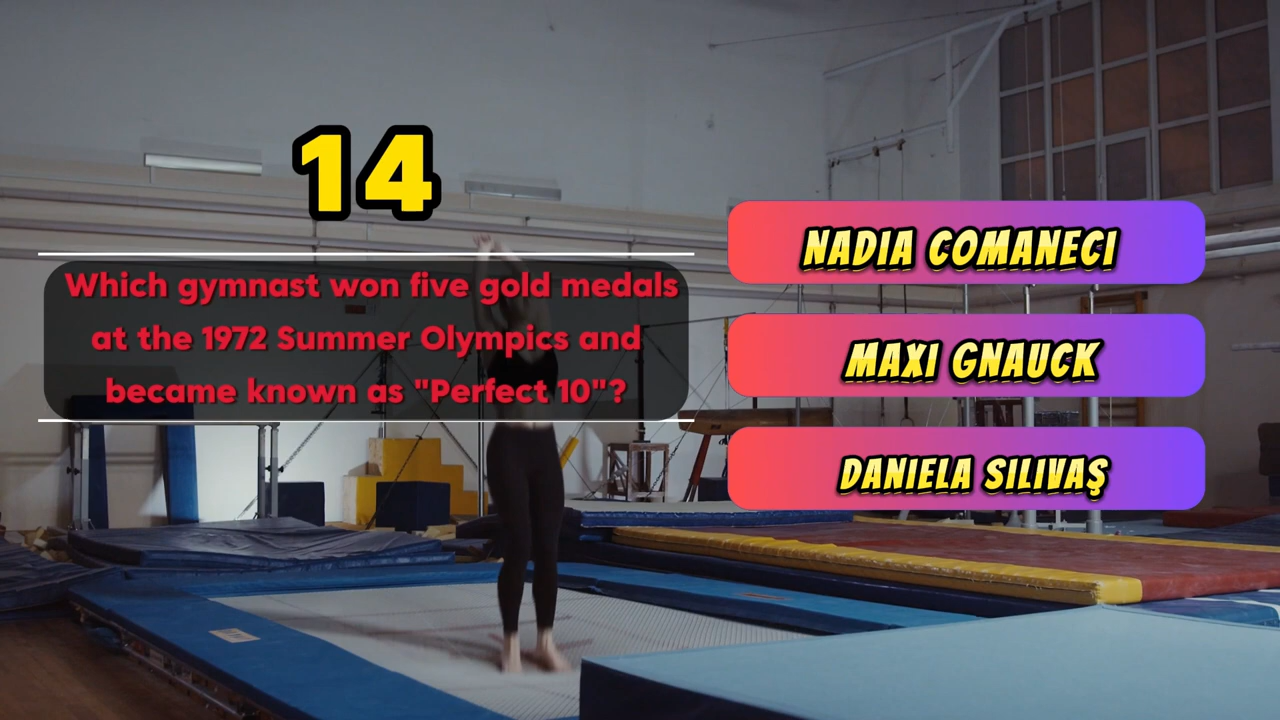 14
Which gymnast won five gold medals
at the 1972 Summer Olympics and
became known as "Perfect 10"?
NADIA COMANECI
MAXI GNAUCK
DANIELA SILIVAŞ